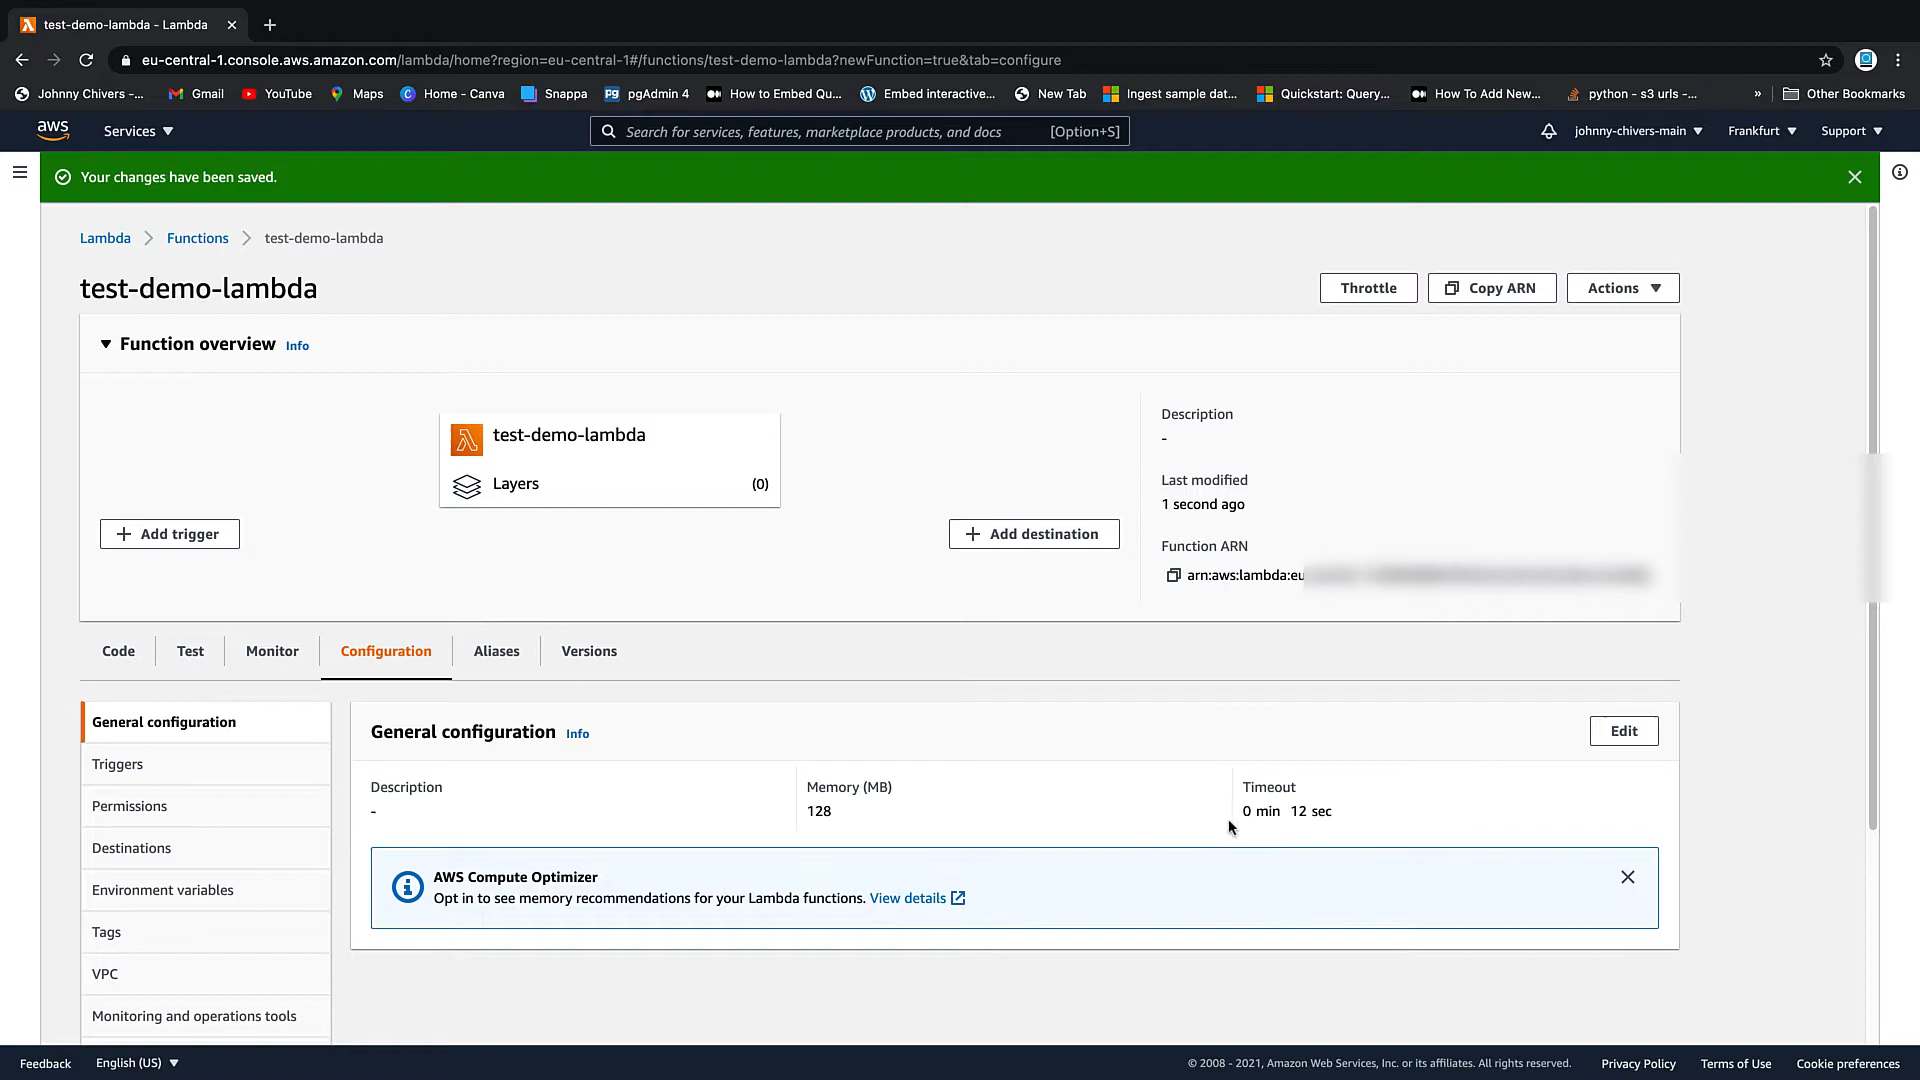 test-demo-lambda - Lambda
eu-central-1.console.aws.amazon.com/lambda/home?region=eu-central-1#/functions/test-demo-lambda?newFunction=true&tab=configure
Johnny Chivers -... Gmail YouTube Maps Home - Canva Snappa pgAdmin 4 How to Embed Qu... Embed interactive... New Tab Ingest sample dat... Quickstart: Query... How To Add New... python - s3 urls -... » Other Bookmarks
aws Services ▼ Search for services, features, marketplace products, and docs [Option+S] johnny-chivers-main ▼ Frankfurt ▼ Support ▼
Your changes have been saved.
Lambda > Functions > test-demo-lambda
test-demo-lambda
Throttle Copy ARN Actions ▼
▼ Function overview Info
test-demo-lambda
Layers (0)
+ Add trigger
+ Add destination
Description
-
Last modified
1 second ago
Function ARN
arn:aws:lambda:eu
Code Test Monitor Configuration Aliases Versions
General configuration
Triggers
Permissions
Destinations
Environment variables
Tags
VPC
Monitoring and operations tools
General configuration Info
Edit
Description
-
Memory (MB)
128
Timeout
0 min 12 sec
AWS Compute Optimizer
Opt in to see memory recommendations for your Lambda functions. View details
Feedback English (US) ▼ © 2008 - 2021, Amazon Web Services, Inc. or its affiliates. All rights reserved. Privacy Policy Terms of Use Cookie preferences